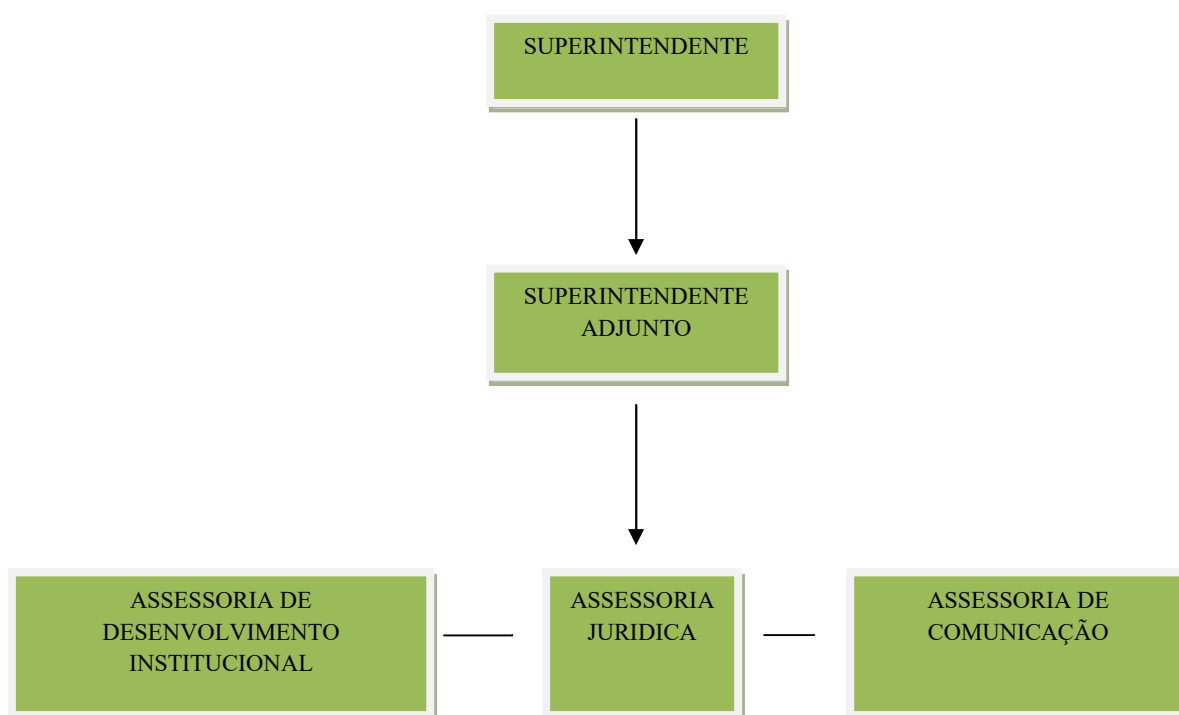 SUPERINTENDENTE
SUPERINTENDENTE
ADJUNTO
ASSESSORIA DE
DESENVOLVIMENTO
INSTITUCIONAL
ASSESSORIA
JURIDICA
ASSESSORIA DE
COMUNICAÇÃO